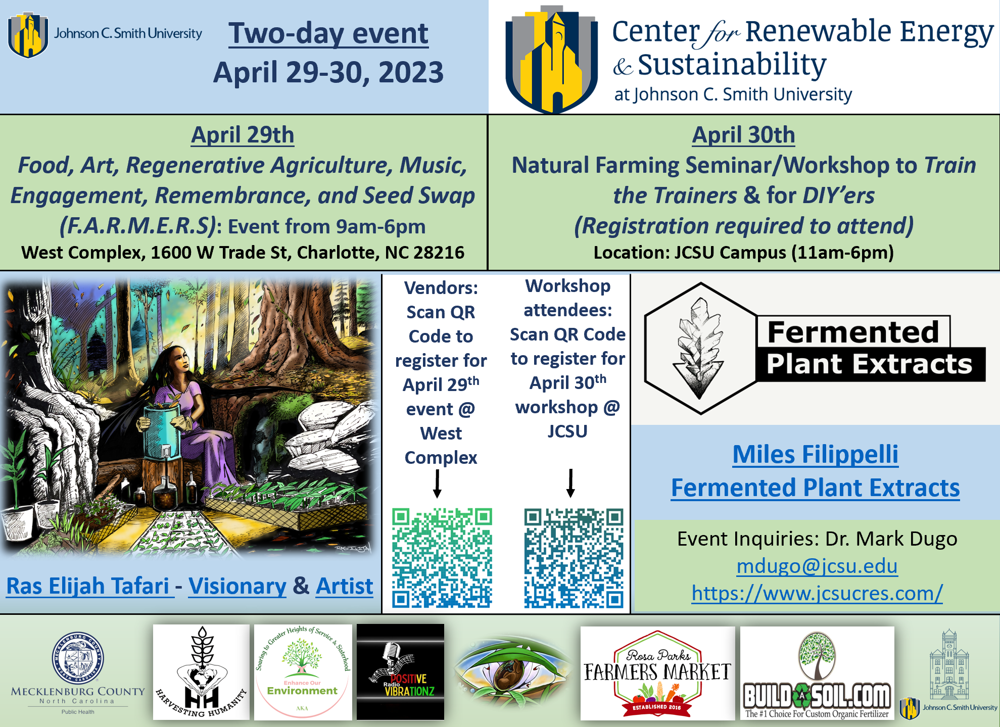 Johnson C. Smith University
Two-day event
April 29-30, 2023
Center for Renewable Energy
& Sustainability
at Johnson C. Smith University
April 29th
Food, Art, Regenerative Agriculture, Music,
Engagement, Remembrance, and Seed Swap
(F.A.R.M.E.R.S): Event from 9am-6pm
West Complex, 1600 W Trade St, Charlotte, NC 28216
April 30th
Natural Farming Seminar/Workshop to Train
the Trainers & for DIY’ers
(Registration required to attend)
Location: JCSU Campus (11am-6pm)
RAS ELIJAH
Ras Elijah Tafari - Visionary & Artist
Vendors:
Scan QR
Code to
register for
April 29th
event @
West
Complex
Workshop
attendees:
Scan QR Code
to register for
April 30th
workshop @
JCSU
Fermented
Plant Extracts
Miles Filippelli
Fermented Plant Extracts
Event Inquiries: Dr. Mark Dugo
mdugo@jcsu.edu
https://www.jcsucres.com/
MECKLENBURG COUNTY
NORTH CAROLINA
MECKLENBURG COUNTY
North Carolina
Public Health
HH
HARVESTING HUMANITY
Soaring to Greater Heights of Service & Sisterhood
Enhance Our
Environment
AKA
POSITIVE
Radio
VIBRATIONZ
Rosa Parks
FARMERS MARKET
ESTABLISHED 2016
BUILD A SOIL.COM
The #1 Choice For Custom Organic Fertilizer
Johnson C. Smith University